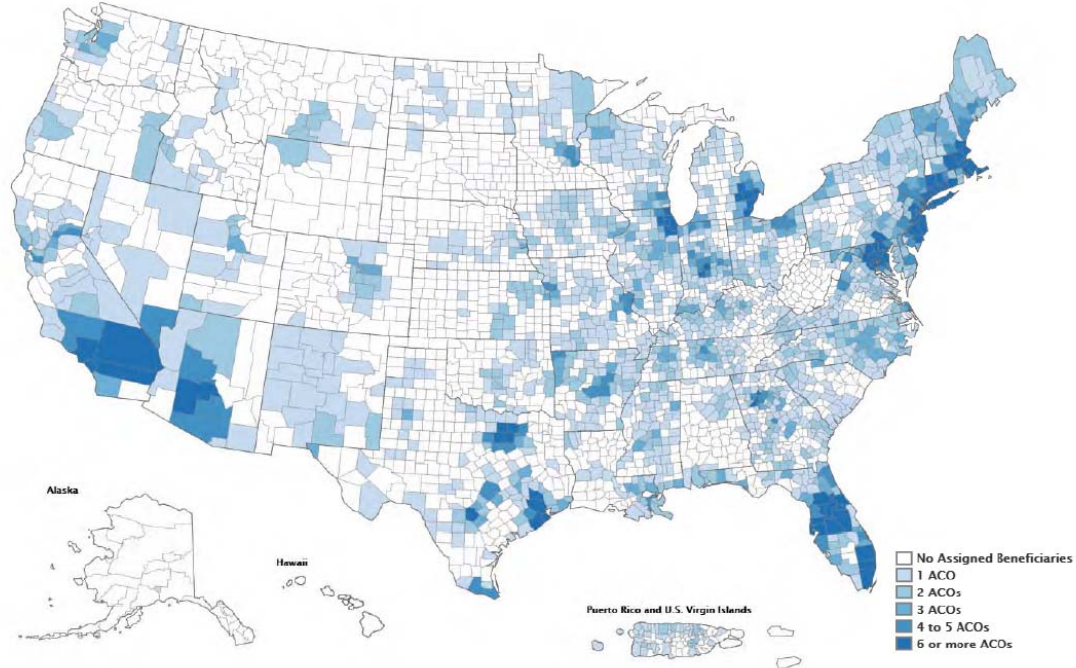 Alaska
Hawaii
Puerto Rico and U.S. Virgin Islands
No Assigned Beneficiaries
1 ACO
2 ACOs
3 ACOs
4 to 5 ACOs
6 or more ACOs